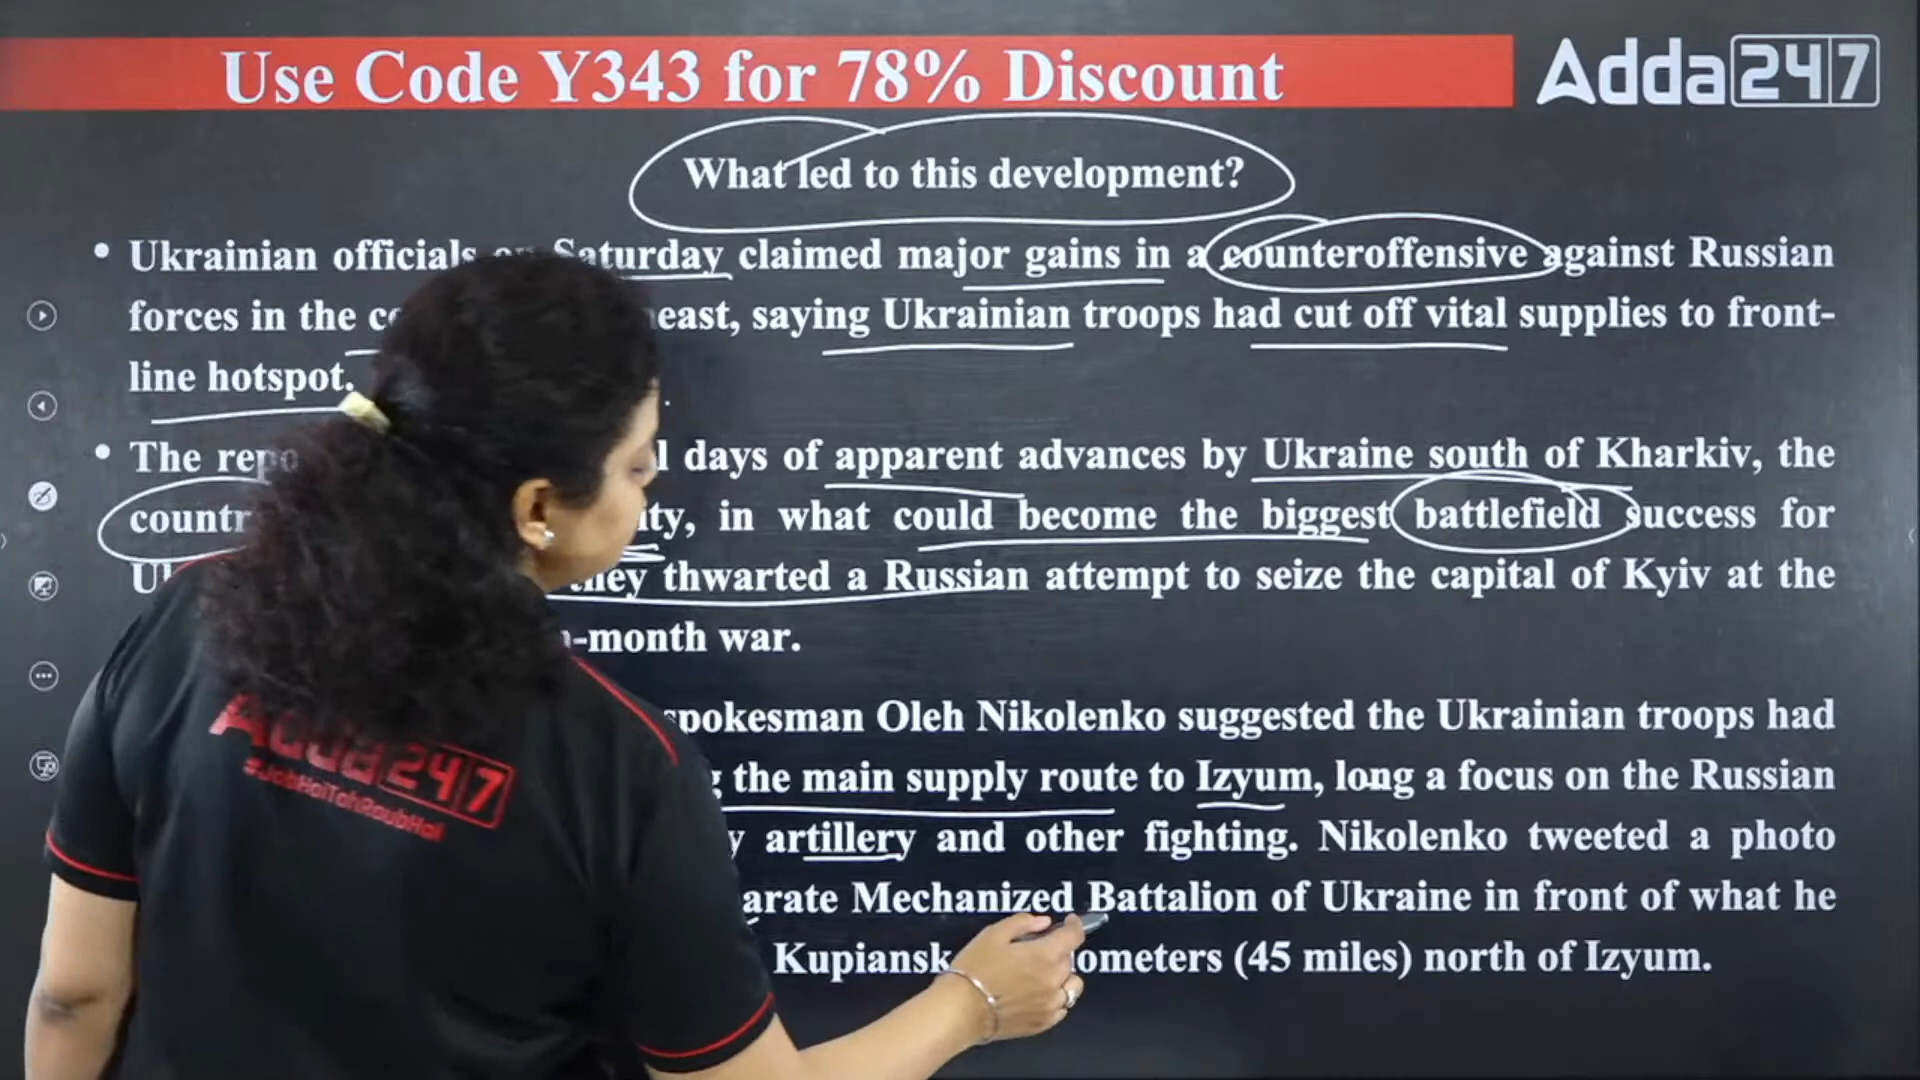 Use Code Y343 for 78% Discount
Adda247
What led to this development?
• Ukrainian officials Saturday claimed major gains in a counteroffensive against Russian
forces in the east, saying Ukrainian troops had cut off vital supplies to front-
line hotspot.
• The days of apparent advances by Ukraine south of Kharkiv, the
in what could become the biggest battlefield success for
they thwarted a Russian attempt to seize the capital of Kyiv at the
-month war.
spokesman Oleh Nikolenko suggested the Ukrainian troops had
the main supply route to Izyum, long a focus on the Russian
artillery and other fighting. Nikolenko tweeted a photo
Mechanized Battalion of Ukraine in front of what he
Kupiansk (45 miles) north of Izyum.
Adda247
#JobHaiTohRoubHai